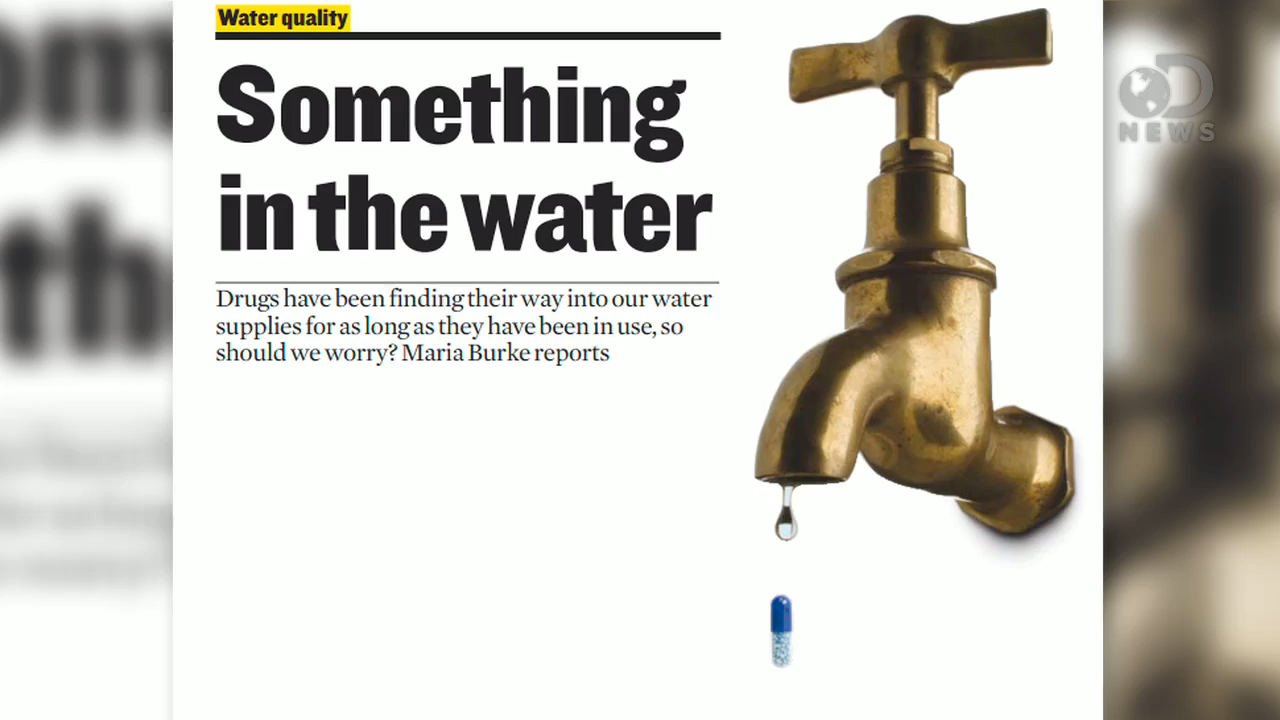 Water quality
Something
in the water
Drugs have been finding their way into our water
supplies for as long as they have been in use, so
should we worry? Maria Burke reports
D
NEWS